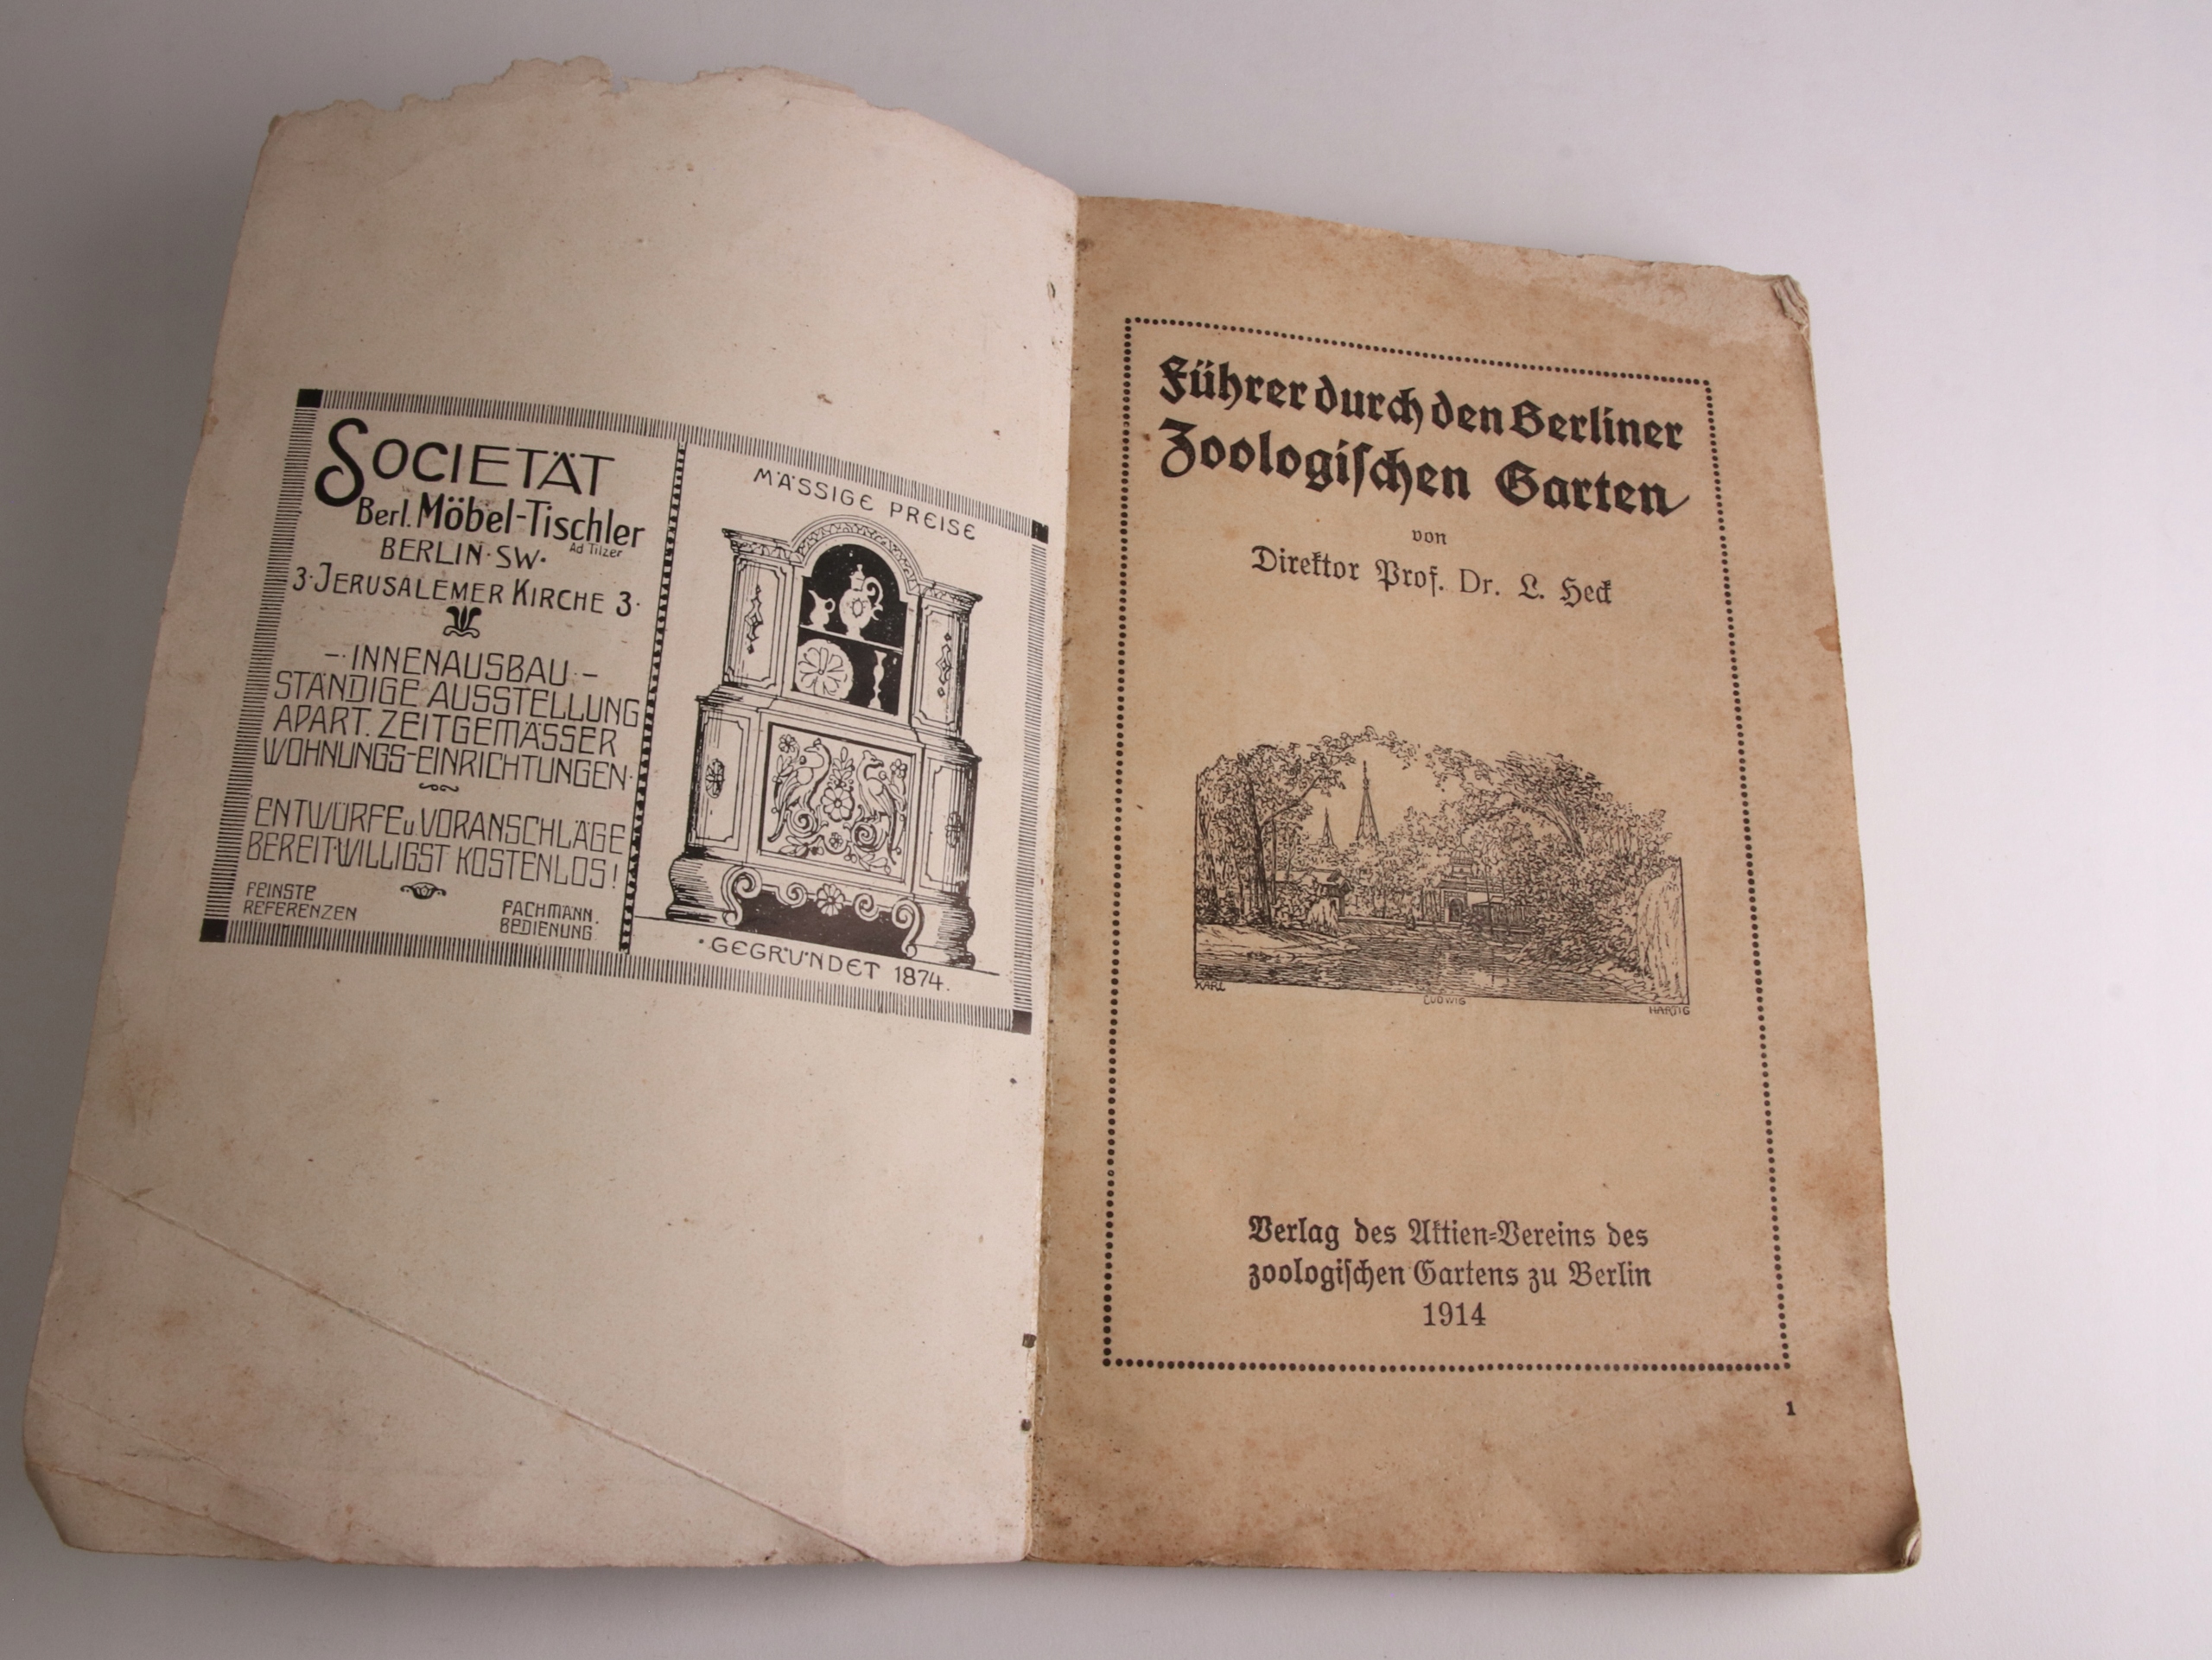 SOCIETÄT
Berl. Möbel-Tischler
Ad Tilzer
BERLIN·SW·
3·JERUSALEMER KIRCHE 3·
–·INNENAUSBAU·–
STÄNDIGE AUSSTELLUNG
APART. ZEITGEMÄSSER
WOHNUNGS-EINRICHTUNGEN·
ENTWÜRFE u. VORANSCHLÄGE
BEREITWILLIGST KOSTENLOS!
FEINSTE
REFERENZEN
FACHMÄNN.
BEDIENUNG.
MÄSSIGE PREISE
·GEGRÜNDET 1874.
Führer durch den Berliner
Zoologiſchen Garten
von
Direktor Prof. Dr. L. Heck
KARL
LUDWIG
HARTIG
Verlag des Aktien-Vereins des
zoologiſchen Gartens zu Berlin
1914
1